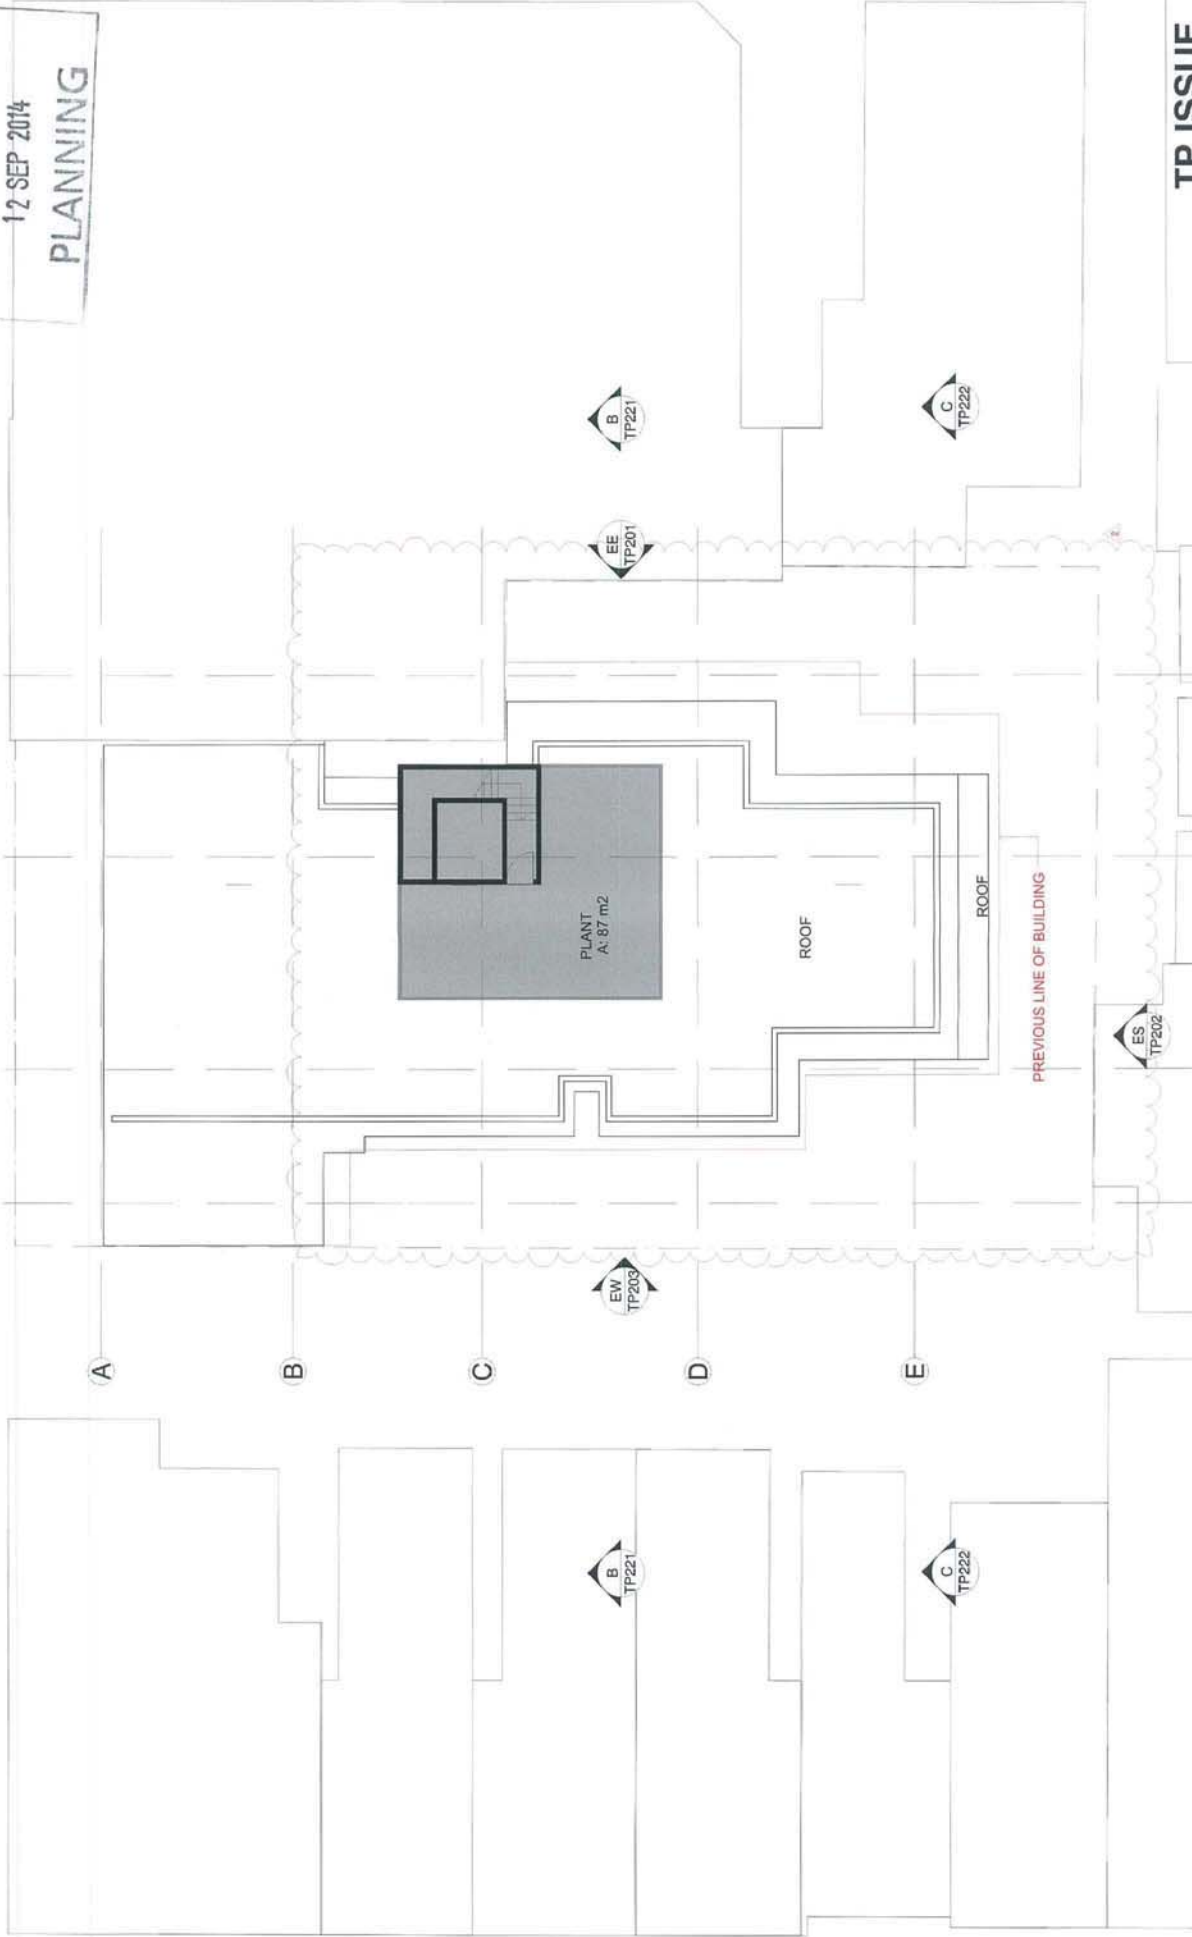 12 SEP 2014
PLANNING
TP ISSUE
A
B
C
D
E
B
TP221
C
TP222
EE
TP201
2
PLANT
A: 87 m2
ROOF
ROOF
PREVIOUS LINE OF BUILDING
ES
TP202
EW
TP203
B
TP221
C
TP222